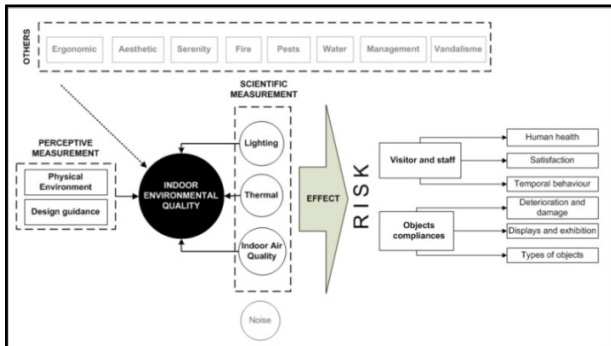 OTHERS
Ergonomic
Aesthetic
Serenity
Fire
Pests
Water
Management
Vandalisme
SCIENTIFIC
MEASUREMENT
PERCEPTIVE
MEASUREMENT
Physical
Environment
Design guidance
INDOOR
ENVIRONMENTAL
QUALITY
Lighting
Thermal
Indoor Air
Quality
Noise
EFFECT
RISK
Visitor and staff
Human health
Satisfaction
Temporal behaviour
Objects
compliances
Deterioration and
damage
Displays and exhibition
Types of objects